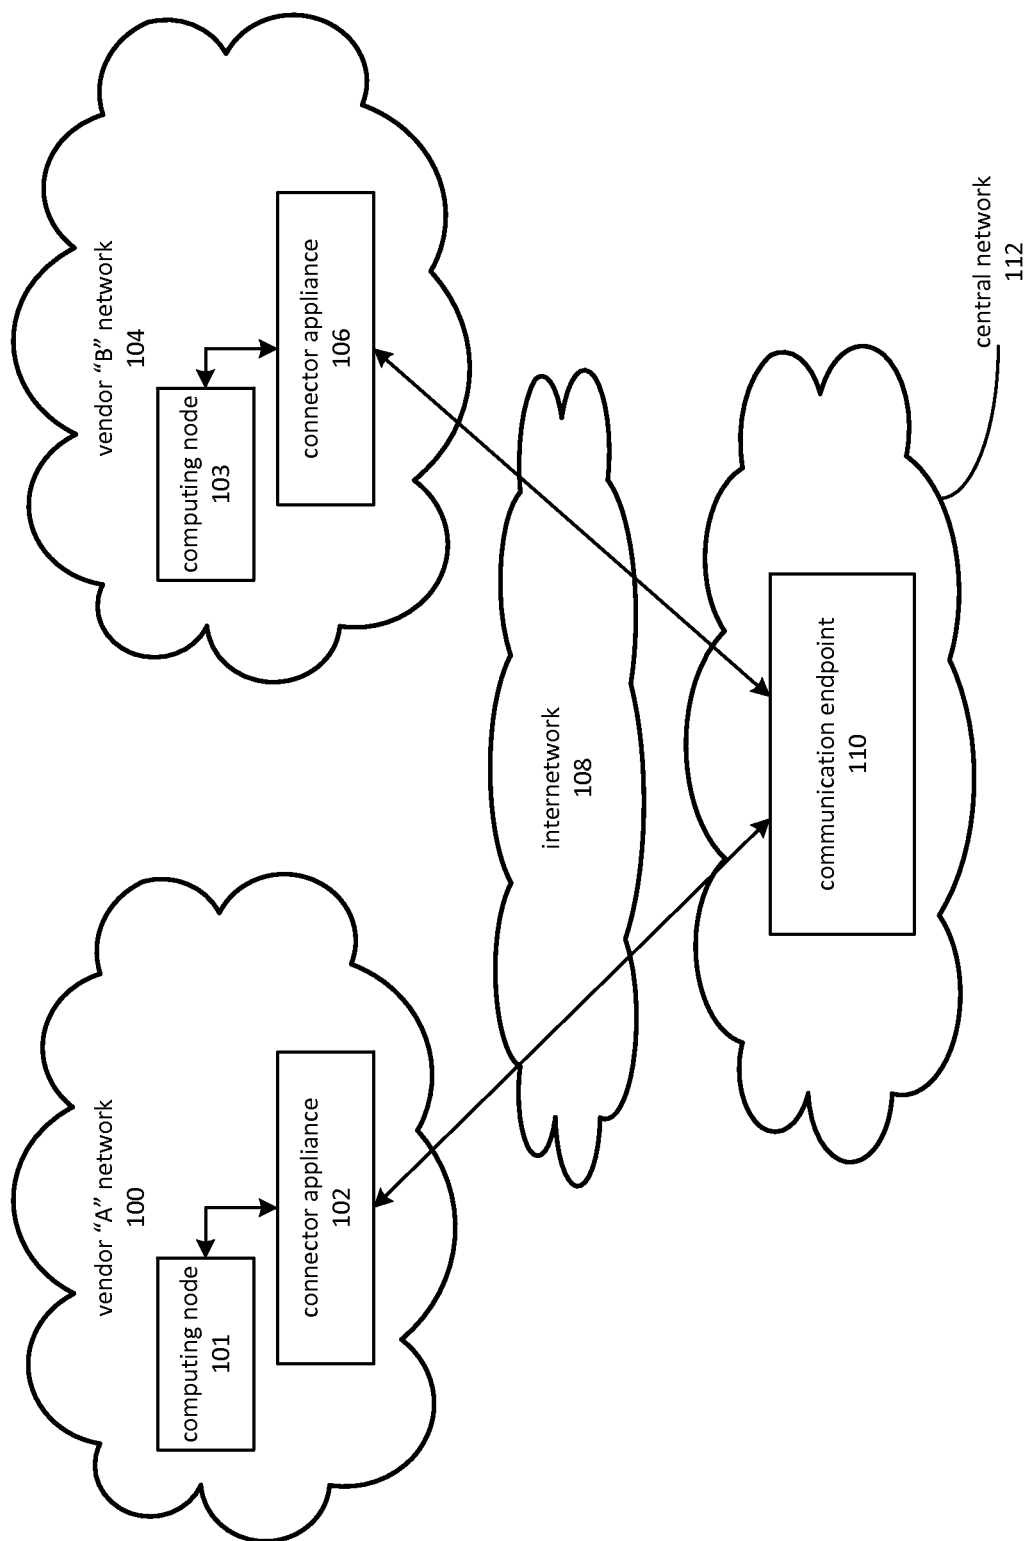 vendor “A” network
100
computing node
101
connector appliance
102
vendor “B” network
104
computing node
103
connector appliance
106
internetwork
108
communication endpoint
110
central network
112